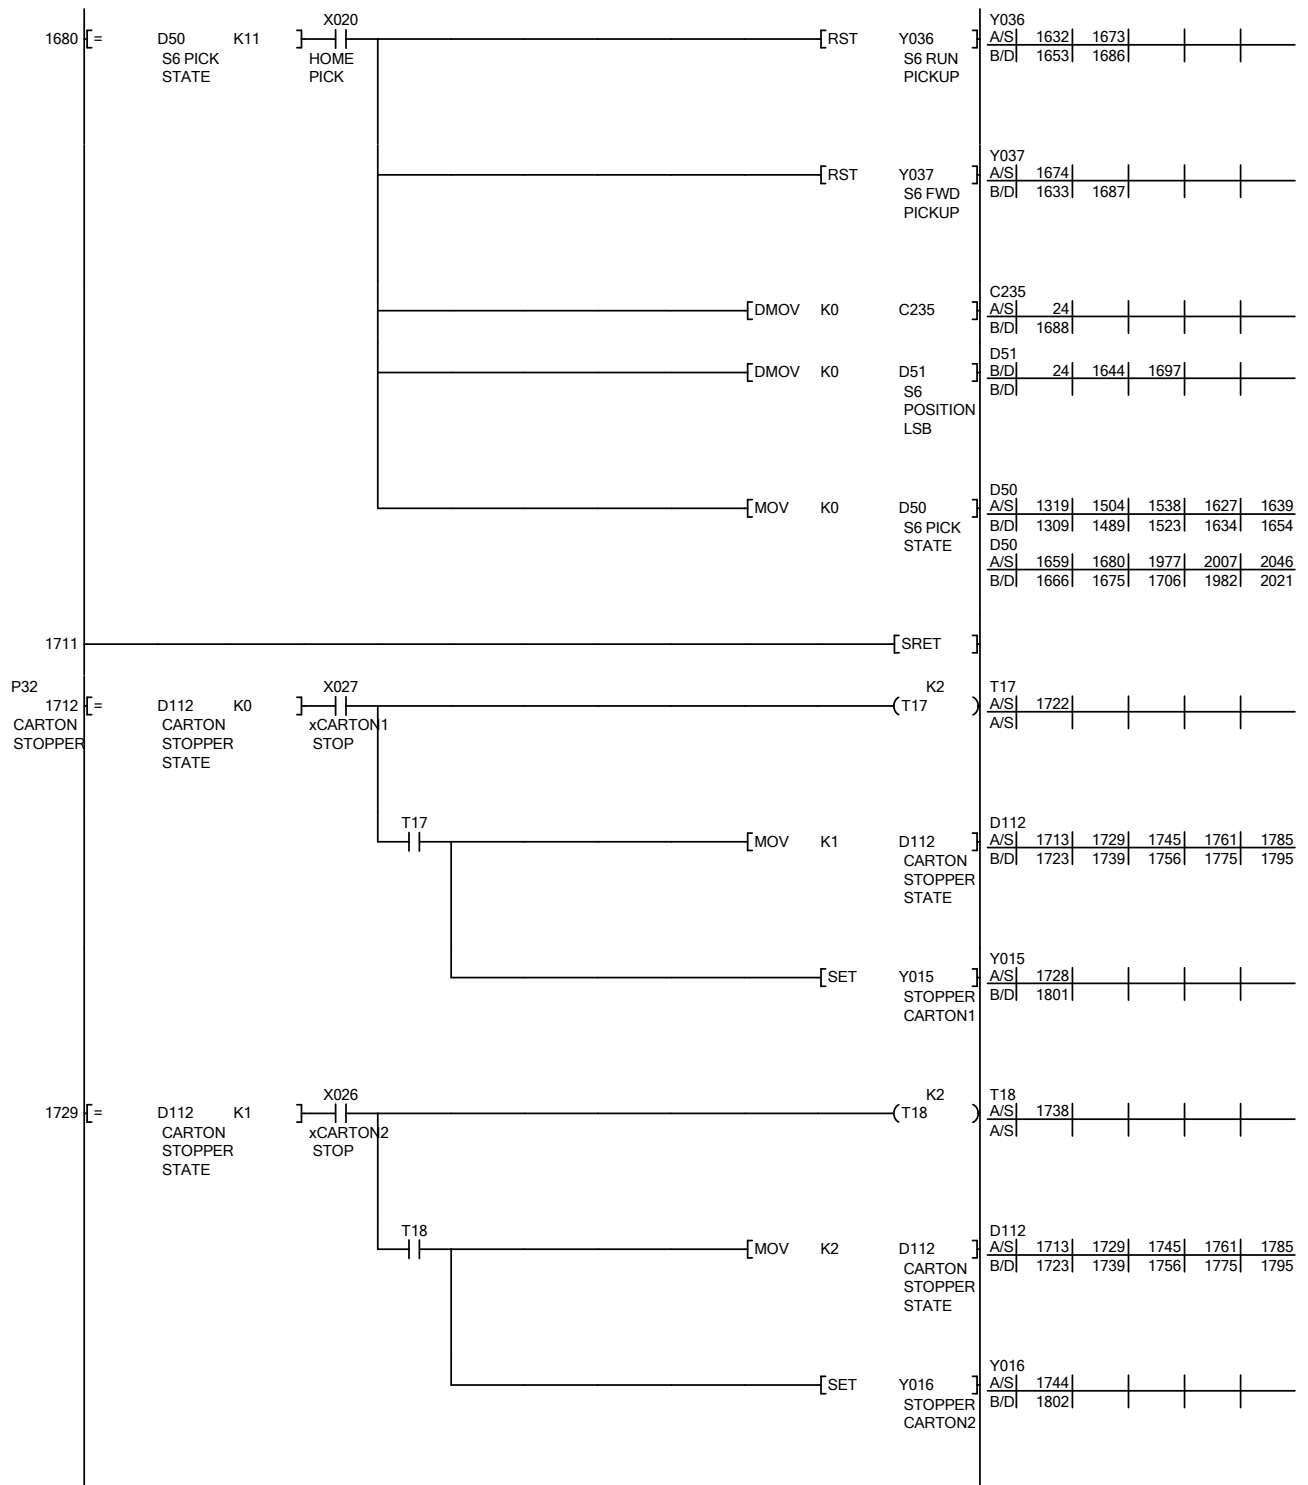 X020 Y036
1680 [= D50 K11 ] [RST Y036 ] A/S 1632 1673
S6 PICK HOME S6 RUN B/D 1653 1686
STATE PICK PICKUP
Y037
[RST Y037 ] A/S 1674
S6 FWD B/D 1633 1687
PICKUP
C235
[DMOV K0 C235 ] A/S 24
B/D 1688
D51
[DMOV K0 D51 ] B/D 24 1644 1697
S6 B/D
POSITION
LSB
D50
[MOV K0 D50 ] A/S 1319 1504 1538 1627 1639
S6 PICK B/D 1309 1489 1523 1634 1654
STATE D50
A/S 1659 1680 1977 2007 2046
B/D 1666 1675 1706 1982 2021
1711 [SRET ]
P32 X027 K2 T17
1712 [= D112 K0 ] (T17 ) A/S 1722
CARTON CARTON xCARTON1 A/S
STOPPER STOPPER STOP
STATE
T17 D112
[MOV K1 D112 ] A/S 1713 1729 1745 1761 1785
CARTON B/D 1723 1739 1756 1775 1795
STOPPER
STATE
Y015
[SET Y015 ] A/S 1728
STOPPER B/D 1801
CARTON1
X026 K2 T18
1729 [= D112 K1 ] (T18 ) A/S 1738
CARTON xCARTON2 A/S
STOPPER STOP
STATE
T18 D112
[MOV K2 D112 ] A/S 1713 1729 1745 1761 1785
CARTON B/D 1723 1739 1756 1775 1795
STOPPER
STATE
Y016
[SET Y016 ] A/S 1744
STOPPER B/D 1802
CARTON2